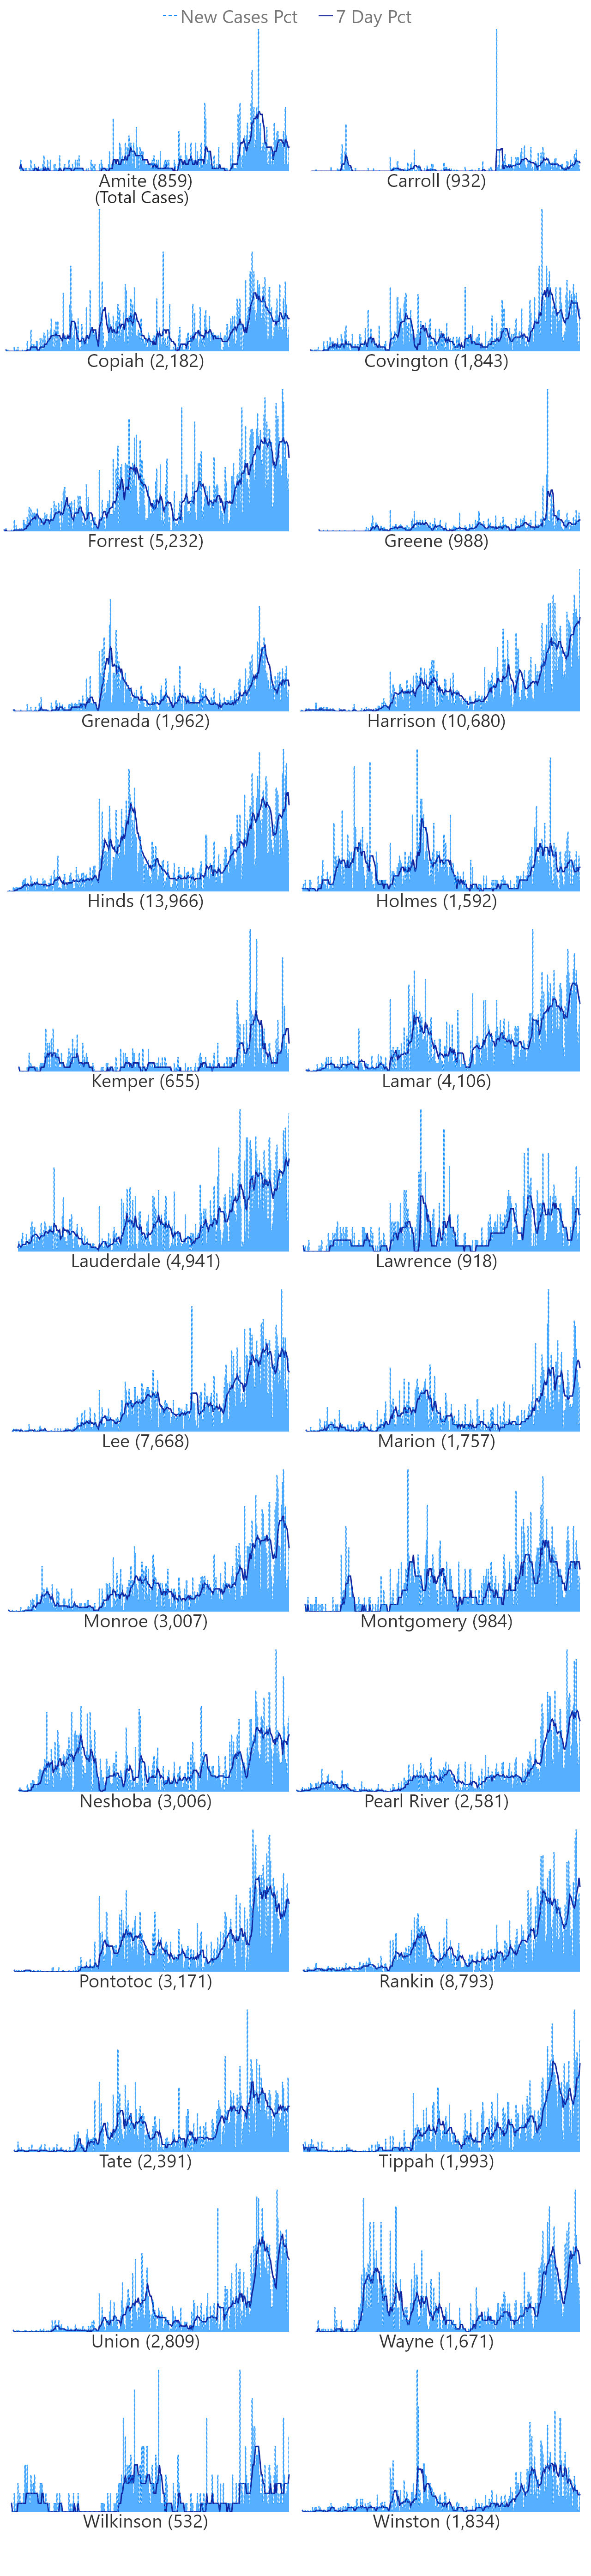 New Cases Pct 7 Day Pct
Amite (859) Carroll (932)
(Total Cases)
Copiah (2,182) Covington (1,843)
Forrest (5,232) Greene (988)
Grenada (1,962) Harrison (10,680)
Hinds (13,966) Holmes (1,592)
Kemper (655) Lamar (4,106)
Lauderdale (4,941) Lawrence (918)
Lee (7,668) Marion (1,757)
Monroe (3,007) Montgomery (984)
Neshoba (3,006) Pearl River (2,581)
Pontotoc (3,171) Rankin (8,793)
Tate (2,391) Tippah (1,993)
Union (2,809) Wayne (1,671)
Wilkinson (532) Winston (1,834)